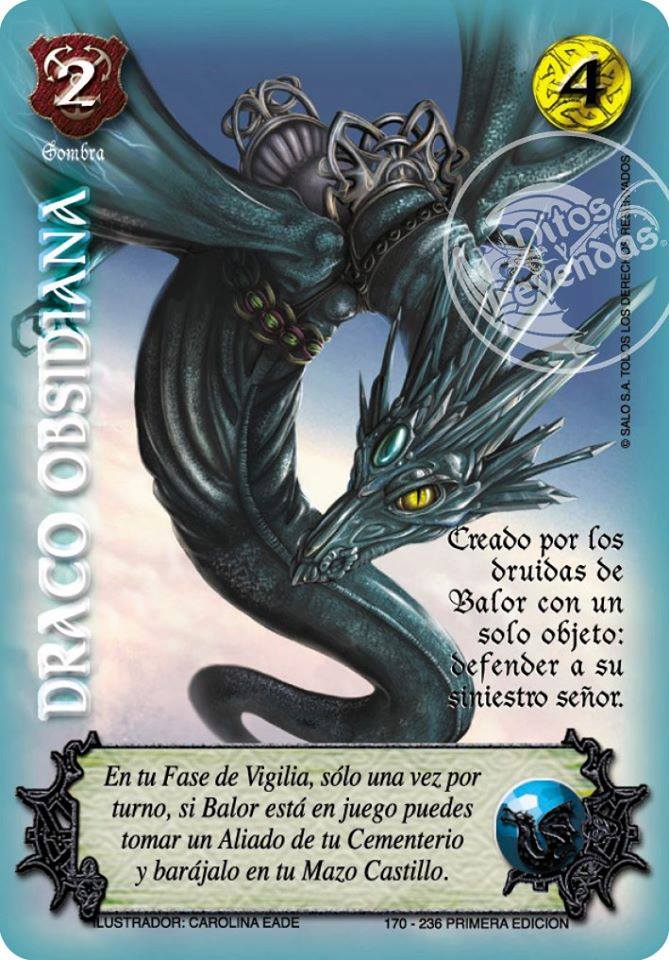 2
Sombra
4
Mitos
y
Leyendas
DRACO OBSIDIANA
© SALO S.A. TODOS LOS DERECHOS RESERVADOS
Creado por los
druidas de
Balor con un
solo objeto:
defender a su
siniestro señor.
En tu Fase de Vigilia, sólo una vez por
turno, si Balor está en juego puedes
tomar un Aliado de tu Cementerio
y barájalo en tu Mazo Castillo.
ILUSTRADOR: CAROLINA EADE
170 - 236 PRIMERA EDICION